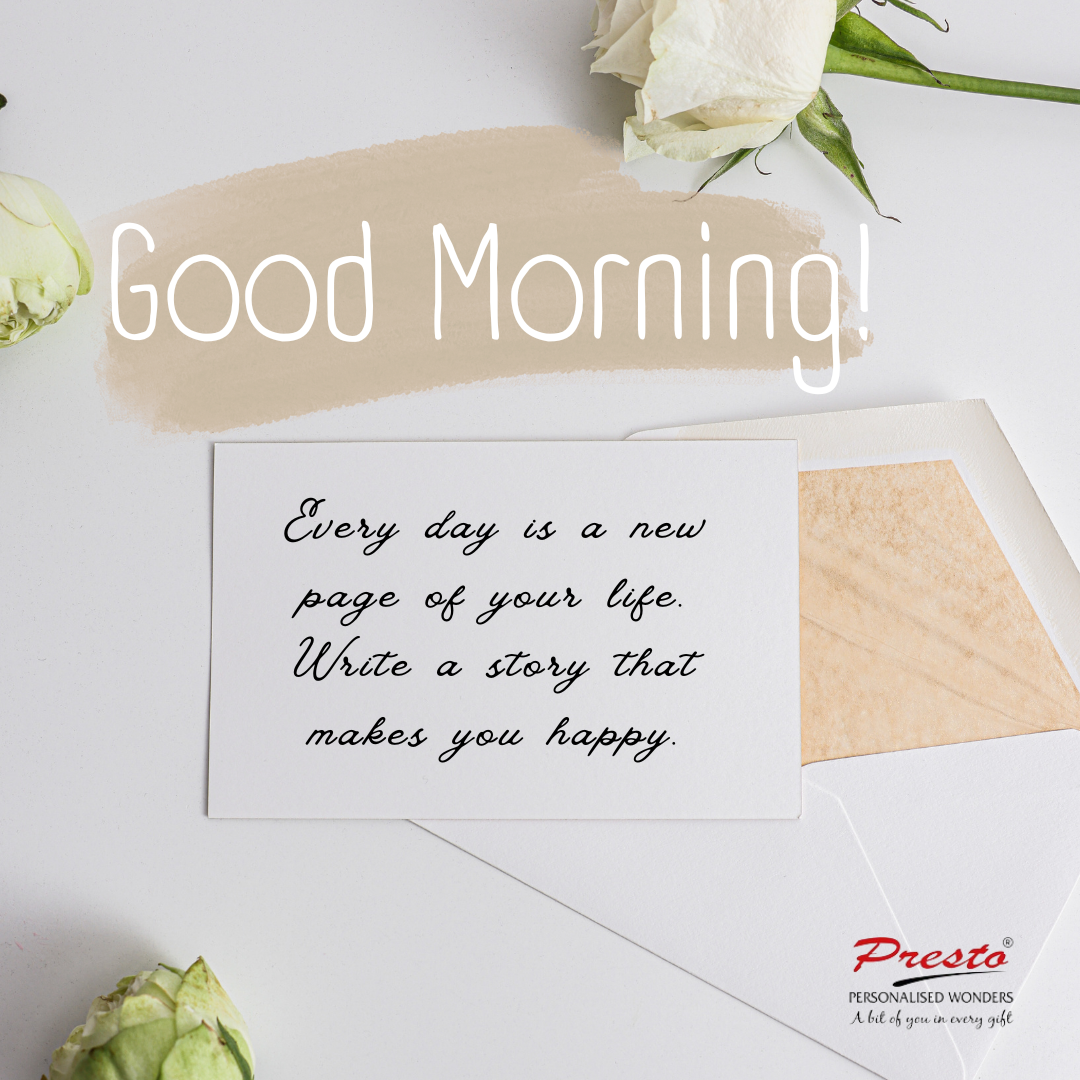 Good Morning!
Every day is a new
page of your life.
Write a story that
makes you happy.
Presto®
PERSONALISED WONDERS
A bit of you in every gift